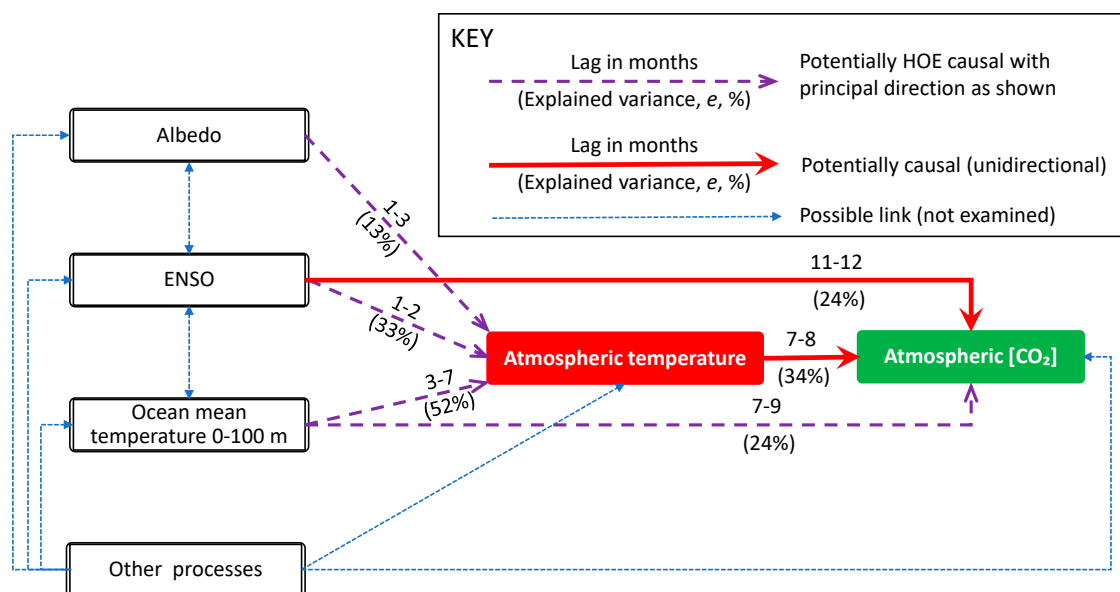 KEY
Lag in months
(Explained variance, e, %)
Potentially HOE causal with
principal direction as shown
Lag in months
(Explained variance, e, %)
Potentially causal (unidirectional)
Possible link (not examined)
Albedo
1-3
(13%)
ENSO
11-12
(24%)
1-2
(33%)
Atmospheric temperature
7-8
(34%)
Atmospheric [CO₂]
3-7
(52%)
Ocean mean
temperature 0-100 m
7-9
(24%)
Other processes